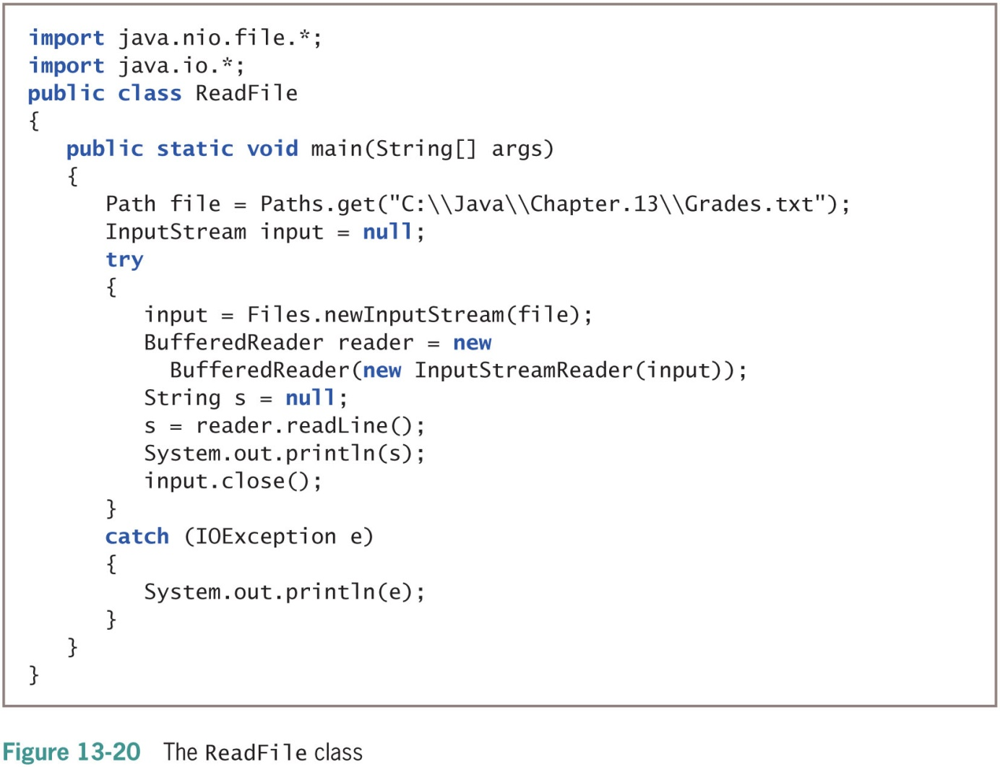 import java.nio.file.*;
import java.io.*;
public class ReadFile
{
   public static void main(String[] args)
   {
      Path file = Paths.get("C:\\Java\\Chapter.13\\Grades.txt");
      InputStream input = null;
      try
      {
         input = Files.newInputStream(file);
         BufferedReader reader = new
           BufferedReader(new InputStreamReader(input));
         String s = null;
         s = reader.readLine();
         System.out.println(s);
         input.close();
      }
      catch (IOException e)
      {
         System.out.println(e);
      }
   }
}
Figure 13-20 The ReadFile class